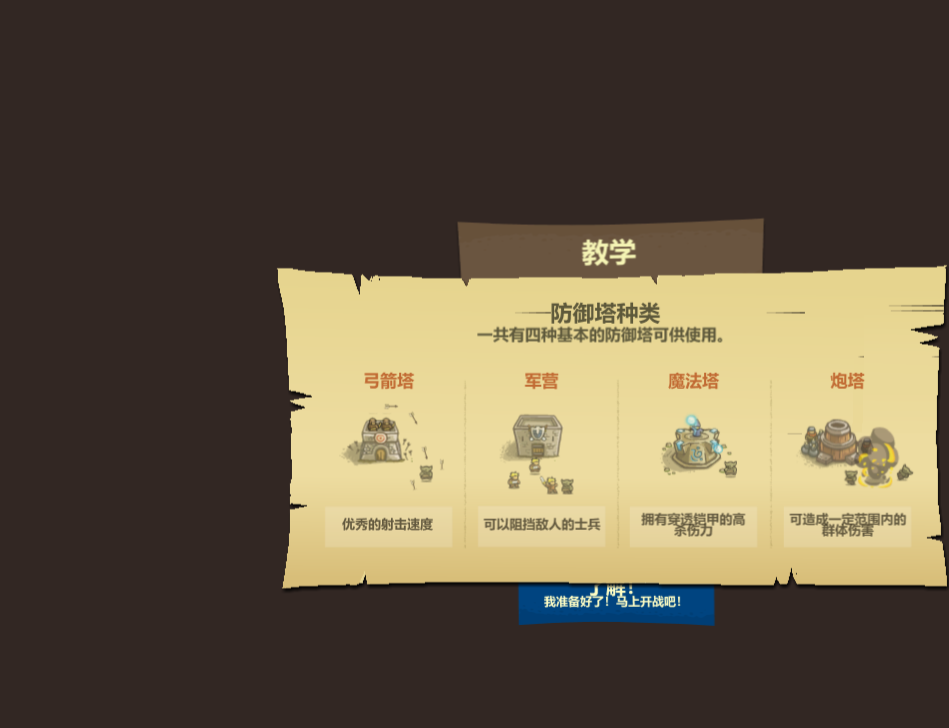 教学
防御塔种类
一共有四种基本的防御塔可供使用。
弓箭塔
军营
魔法塔
炮塔
优秀的射击速度
可以阻挡敌人的士兵
拥有穿透铠甲的高
杀伤力
可造成一定范围内的
群体伤害
了解！
我准备好了！马上开战吧！